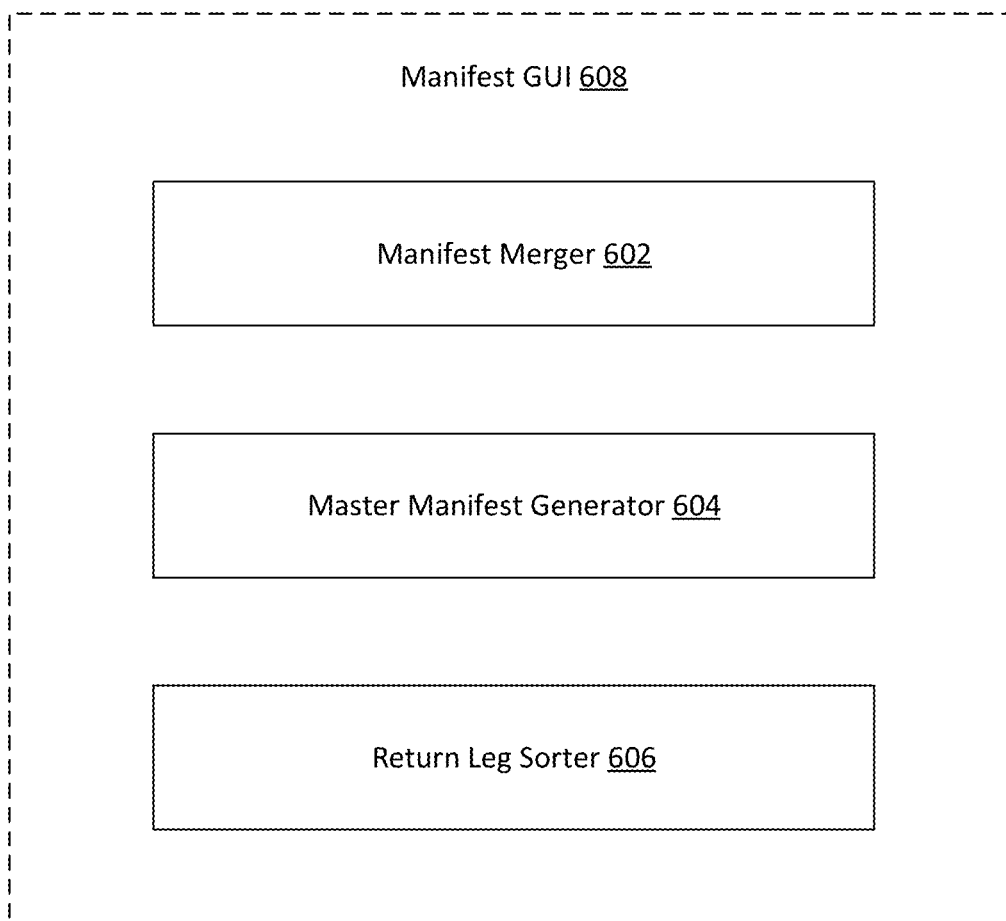 Manifest GUI 608
Manifest Merger 602
Master Manifest Generator 604
Return Leg Sorter 606